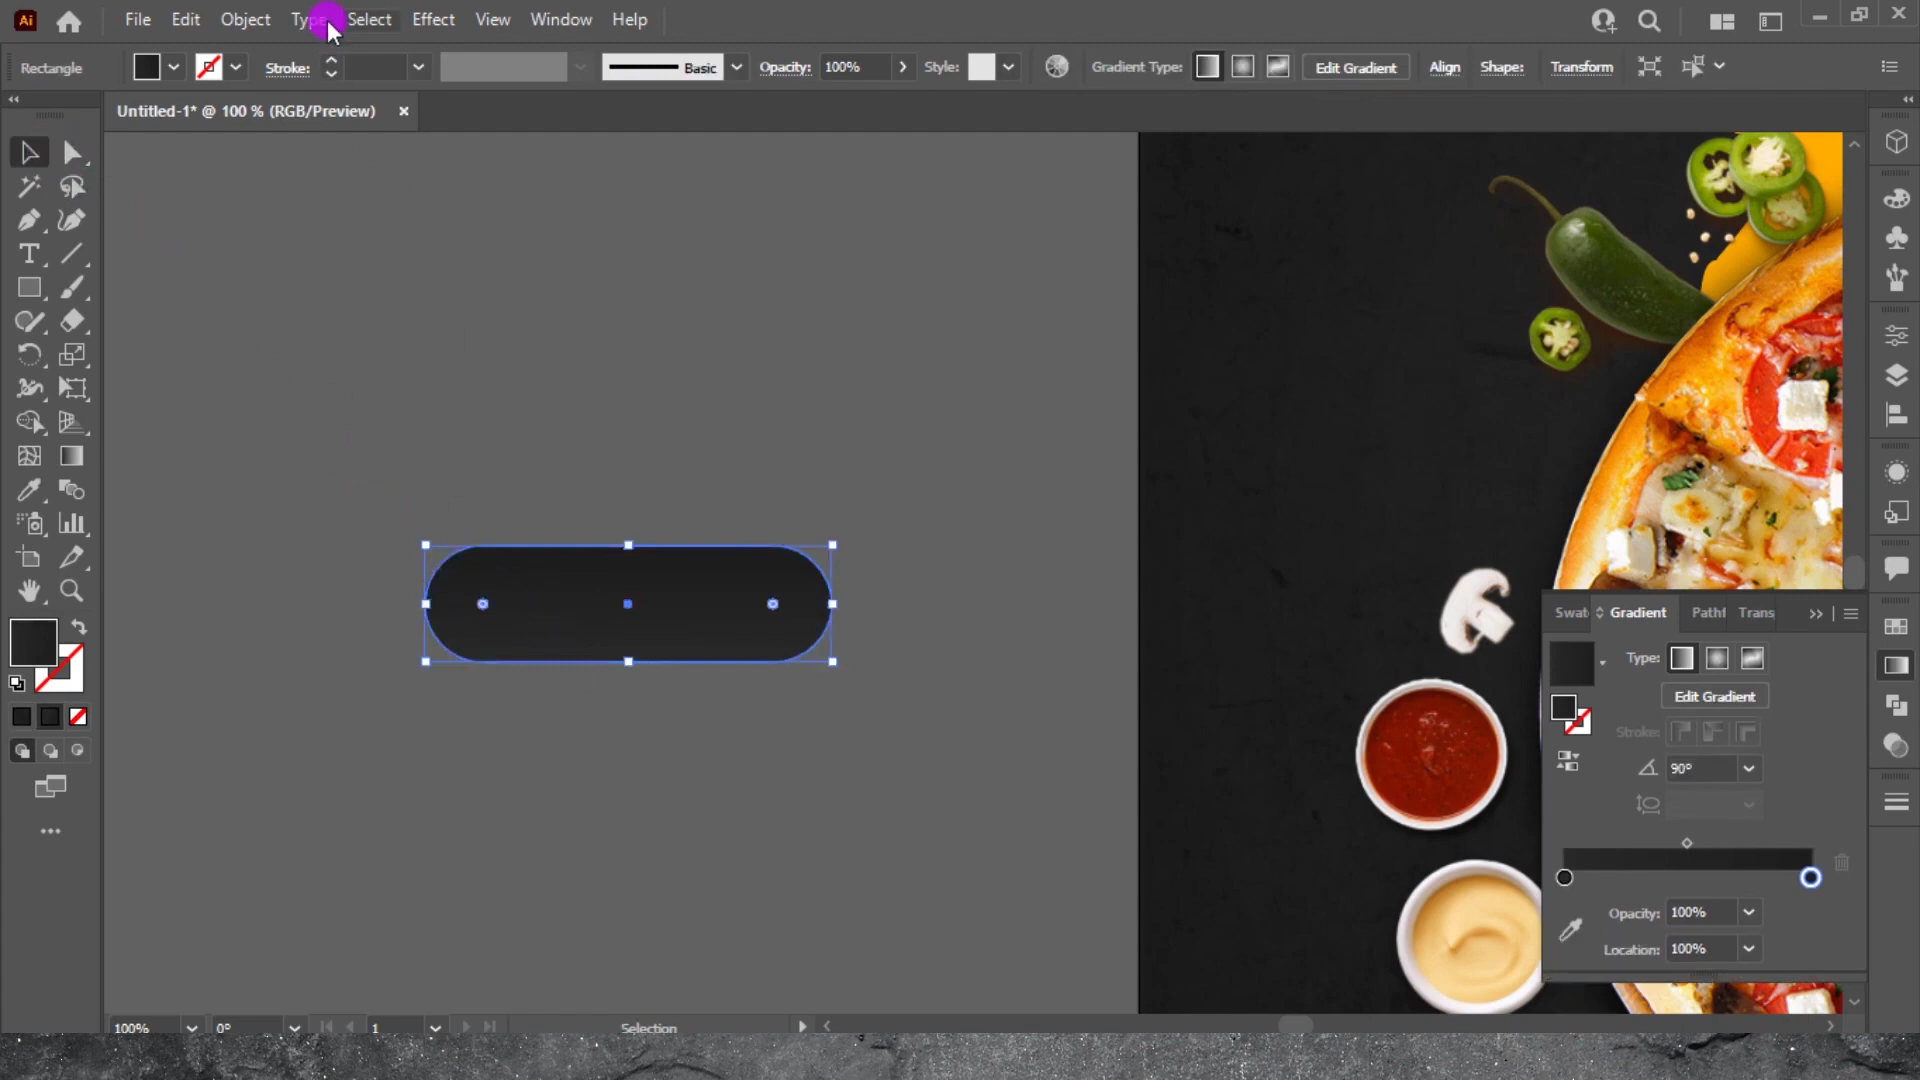 Ai
File Edit Object Type Select Effect View Window Help
Rectangle Stroke: Basic Opacity: 100% Style: Gradient Type: Edit Gradient Align Shape: Transform
Untitled-1* @ 100 % (RGB/Preview) ×
T
Swat Gradient Pathf Trans
Type:
Edit Gradient
Stroke:
90°
Opacity: 100%
Location: 100%
100% 0° 1 Selection